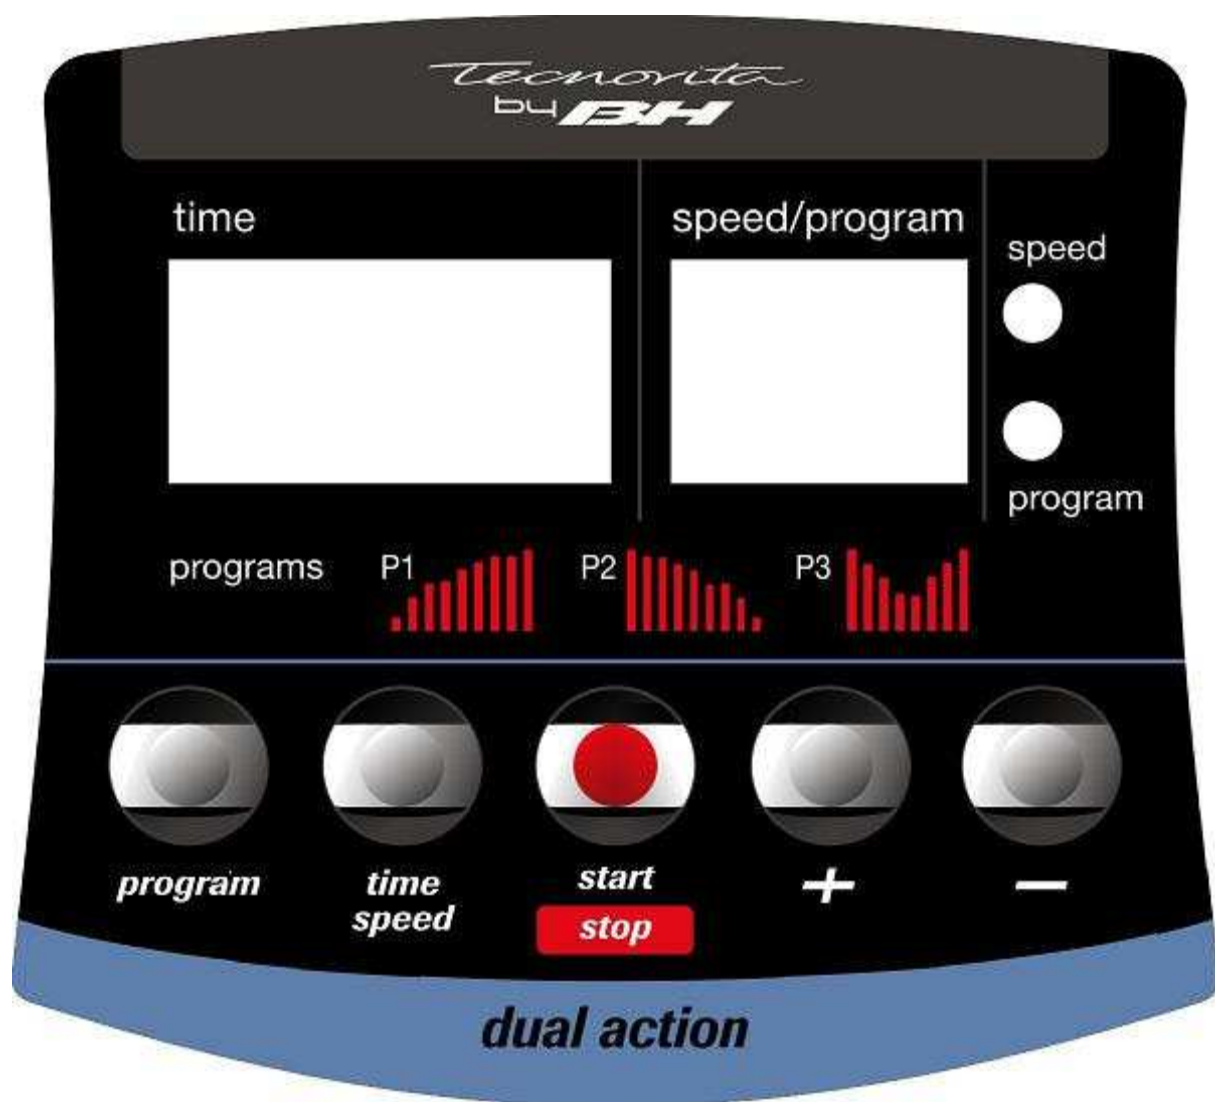 Tecnovita
by BH
time
speed/program
speed
program
programs P1 P2 P3
program
time
speed
start
stop
+
−
dual action